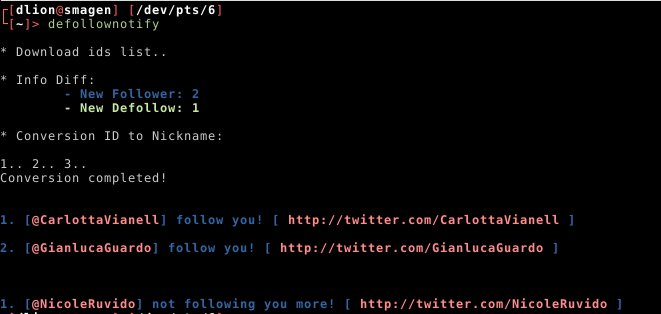 [dlion@smagen] [/dev/pts/6]
[~]> defollownotify
* Download ids list..
* Info Diff:
- New Follower: 2
- New Defollow: 1
* Conversion ID to Nickname:
1.. 2.. 3..
Conversion completed!
1. [@CarlottaVianell] follow you! [ http://twitter.com/CarlottaVianell ]
2. [@GianlucaGuardo] follow you! [ http://twitter.com/GianlucaGuardo ]
1. [@NicoleRuvido] not following you more! [ http://twitter.com/NicoleRuvido ]